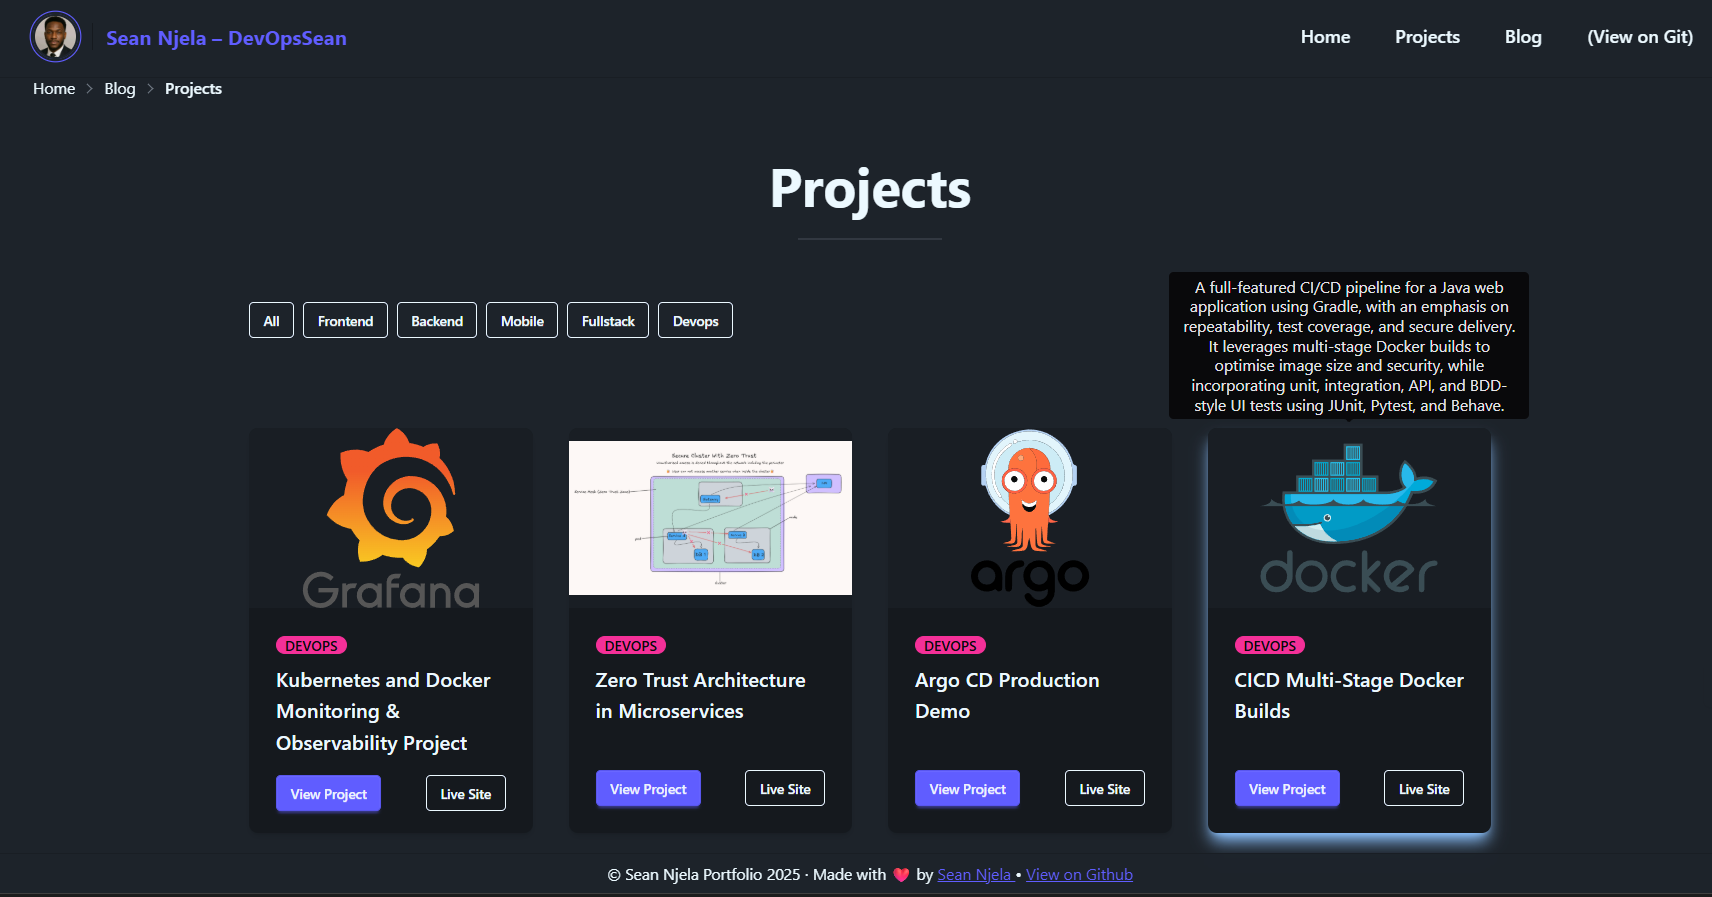 Sean Njela – DevOpsSean
Home
Projects
Blog
(View on Git)
Home > Blog > Projects
Projects
All
Frontend
Backend
Mobile
Fullstack
Devops
A full-featured CI/CD pipeline for a Java web
application using Gradle, with an emphasis on
repeatability, test coverage, and secure delivery.
It leverages multi-stage Docker builds to
optimise image size and security, while
incorporating unit, integration, API, and BDD-
style UI tests using JUnit, Pytest, and Behave.
Grafana
DEVOPS
Kubernetes and Docker
Monitoring &
Observability Project
View Project
Live Site
Secure Cluster With Zero Trust
DEVOPS
Zero Trust Architecture
in Microservices
View Project
Live Site
argo
DEVOPS
Argo CD Production
Demo
View Project
Live Site
docker
DEVOPS
CICD Multi-Stage Docker
Builds
View Project
Live Site
© Sean Njela Portfolio 2025 · Made with ❤️ by Sean Njela • View on Github